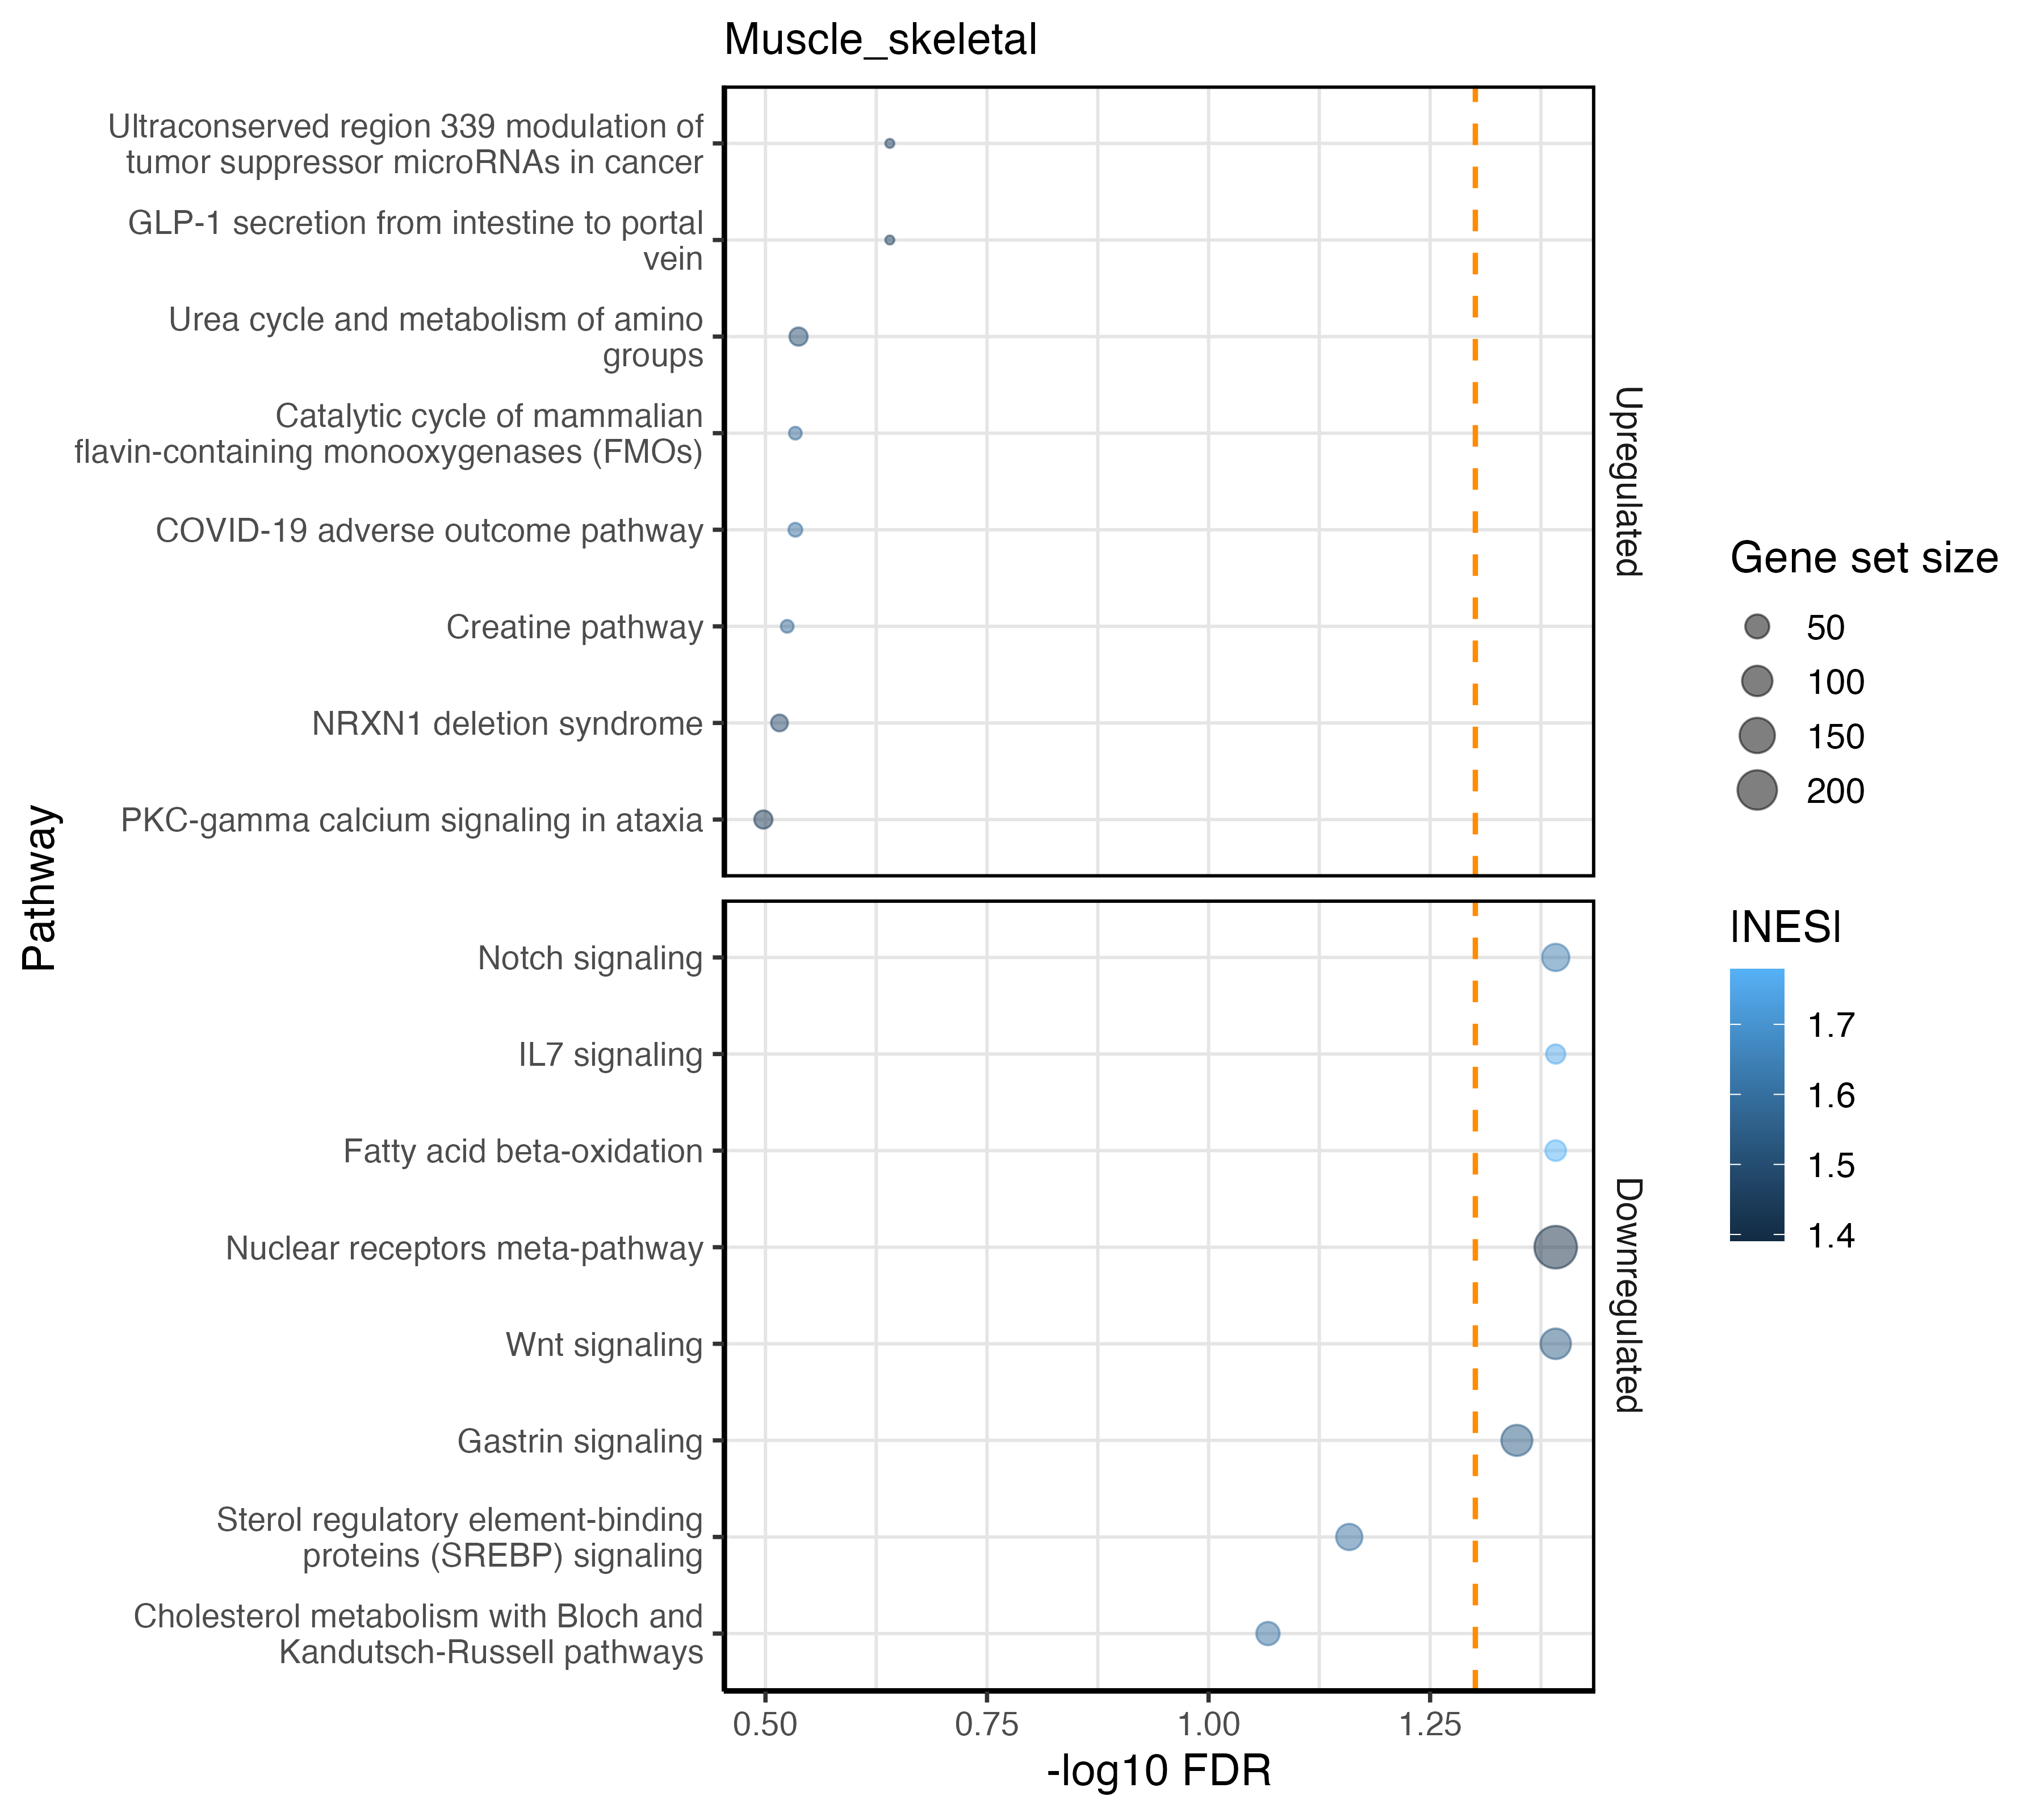 Muscle_skeletal
Ultraconserved region 339 modulation of
tumor suppressor microRNAs in cancer
GLP-1 secretion from intestine to portal
vein
Urea cycle and metabolism of amino
groups
Catalytic cycle of mammalian
flavin-containing monooxygenases (FMOs)
COVID-19 adverse outcome pathway
Creatine pathway
NRXN1 deletion syndrome
PKC-gamma calcium signaling in ataxia
Upregulated
Pathway
Notch signaling
IL7 signaling
Fatty acid beta-oxidation
Nuclear receptors meta-pathway
Wnt signaling
Gastrin signaling
Sterol regulatory element-binding
proteins (SREBP) signaling
Cholesterol metabolism with Bloch and
Kandutsch-Russell pathways
Downregulated
0.50 0.75 1.00 1.25
-log10 FDR
Gene set size
50
100
150
200
|NES|
1.7
1.6
1.5
1.4